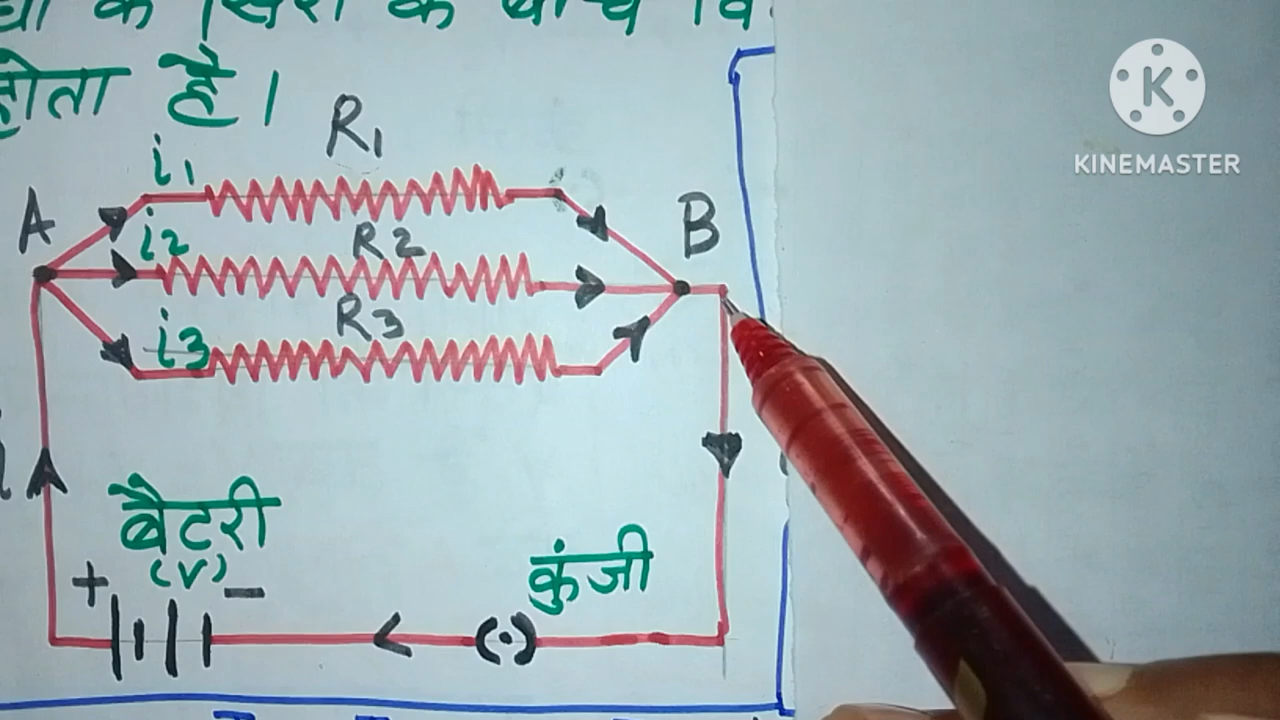 के सिरों के बीच
होता है।
K
KINEMASTER
R1
i1
A
B
i2
R2
R3
i3
बैटरी
(V)
+
−
कुंजी